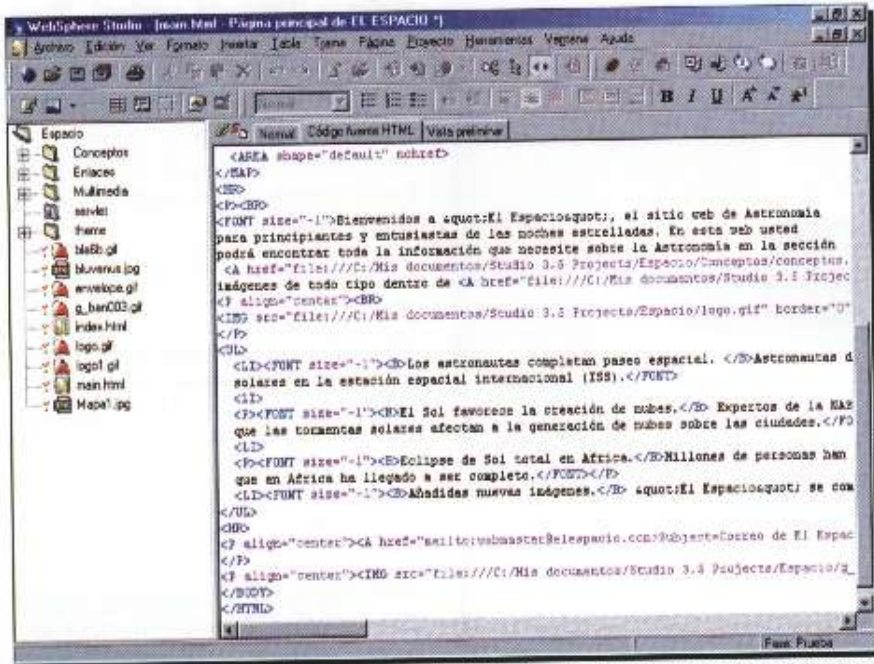 WebSphere Studio - [main.html - Página principal de EL ESPACIO *]
Archivo Edición Ver Formato Insertar Tabla Trama Página Proyecto Herramientas Ventana Ayuda
Normal
B I U
Espacio
Conceptos
Enlaces
Multimedia
servlet
theme
bla6b.gif
bluvenus.jpg
envelope.gif
g_ban003.gif
index.html
logo.gif
logo1.gif
main.html
Mapa1.jpg
Normal Código fuente HTML Vista preliminar
<AREA shape="default" nohref>
</MAP>
<HR>
<P><BR>
<FONT size="-1">Bienvenidos a &quot;El Espacio&quot;, el sitio web de Astronomía
para principiantes y entusiastas de las noches estrelladas. En esta web usted
podrá encontrar toda la información que necesite sobre la Astronomía en la sección
<A href="file:///C:/Mis documentos/Studio 3.5 Projects/Espacio/Conceptos/conceptos.
imágenes de todo tipo dentro de <A href="file:///C:/Mis documentos/Studio 3.5 Projec
<P align="center"><BR>
<IMG src="file:///C:/Mis documentos/Studio 3.5 Projects/Espacio/logo.gif" border="0"
</P>
<UL>
<LI><FONT size="-1"><B>Los astronautas completan paseo espacial. </B>Astronautas d
solares en la estación espacial internacional (ISS).</FONT>
<LI>
<P><FONT size="-1"><B>El Sol favorece la creación de nubes.</B> Expertos de la NAS
que las tormentas solares afectan a la generación de nubes sobre las ciudades.</FO
<LI>
<P><FONT size="-1"><B>Eclipse de Sol total en Africa.</B>Millones de personas han
que en Africa ha llegado a ser completo.</FONT></P>
<LI><FONT size="-1"><B>Añadidas nuevas imágenes.</B> &quot;El Espacio&quot; se com
</UL>
<HR>
<P align="center"><A href="mailto:webmaster@elespacio.com?Subject=Correo de El Espac
</P>
<P align="center"><IMG src="file:///C:/Mis documentos/Studio 3.5 Projects/Espacio/g_
</BODY>
</HTML>
Fase: Prueba